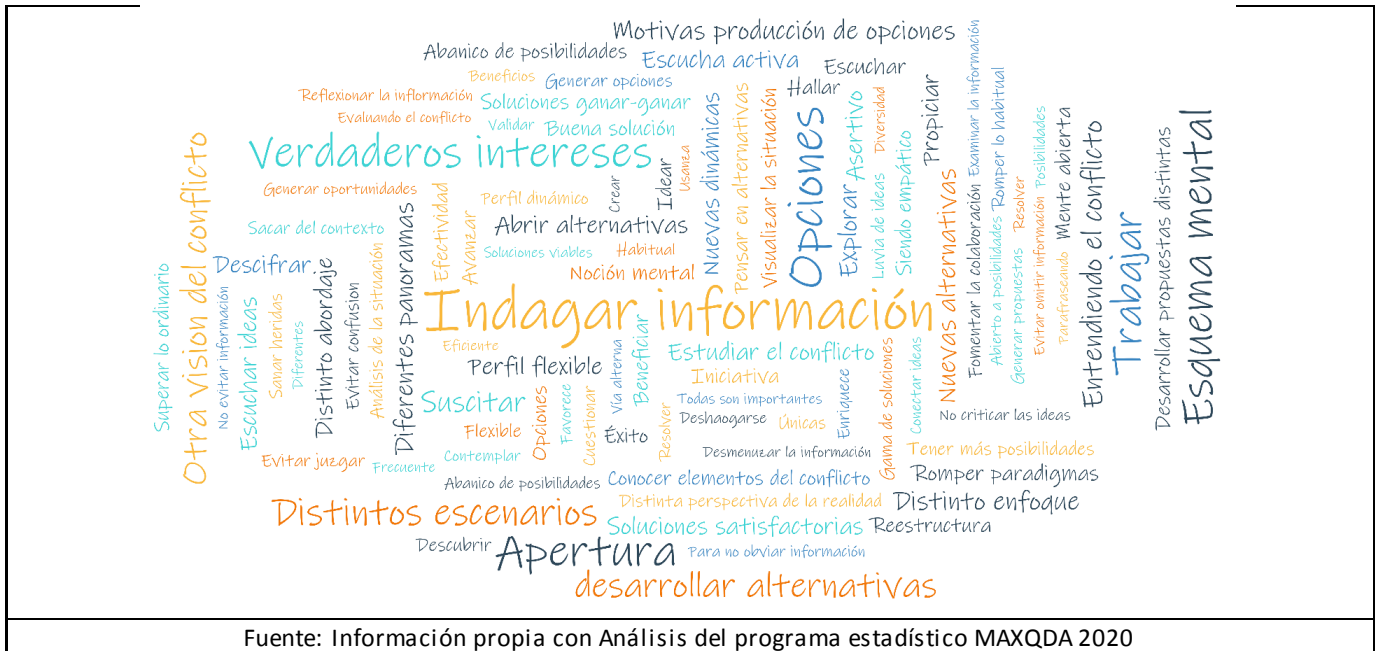 Motivas producción de opciones
Abanico de posibilidades
Escucha activa
Escuchar
Beneficios
Generar opciones
Hallar
Reflexionar la inflormación
Soluciones ganar-ganar
Evaluando el conflicto
Validar
Buena solución
Verdaderos intereses
Generar oportunidades
Perfil dinámico
Crear
Idear
Usanza
Nuevas dinámicas
Pensar en alternativas
Visualizar la situación
Opciones
Explorar
Asertivo
Lluvia de ideas
Diversidad
Siendo empático
Propiciar
Nuevas alternativas
Fomentar la colaboración
Examinar la información
Abierto a posibilidades
Romper lo habitual
Generar propuestas
Resolver
Evitar omitir información
Posibilidades
Parafraseando
Mente abierta
Entendiendo el conflicto
Trabajar
Desarrollar propuestas distintas
Esquema mental
Otra vision del conflicto
Sacar del contexto
Abrir alternativas
Efectividad
Avanzar
Soluciones viables
Habitual
Descifrar
Noción mental
Superar lo ordinario
No evitar información
Escuchar ideas
Sanar heridas
Diferentes
Distinto abordaje
Evitar confusion
Análisis de la situación
Diferentes panoramas
Indagar información
Eficiente
Perfil flexible
Beneficiar
Estudiar el conflicto
Iniciativa
Suscitar
Opciones
Favorece
Vía alterna
Cuestionar
Todas son importantes
Deshaogarse
Únicas
Enriquece
Gama de soluciones
Conectar ideas
No criticar las ideas
Flexible
Éxito
Resolver
Evitar juzgar
Frecuente
Contemplar
Desmenuzar la información
Tener más posibilidades
Abanico de posibilidades
Conocer elementos del conflicto
Romper paradigmas
Distinta perspectiva de la realidad
Distinto enfoque
Distintos escenarios
Soluciones satisfactorias
Reestructura
Descubrir
Apertura
Para no obviar información
desarrollar alternativas
Fuente: Información propia con Análisis del programa estadístico MAXQDA 2020